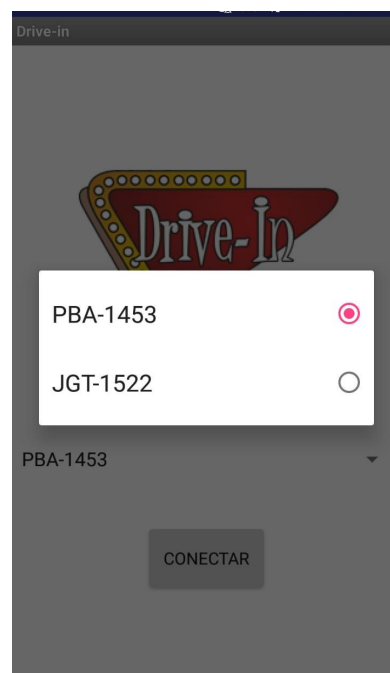 Drive-in
Drive-In
PBA-1453
JGT-1522
PBA-1453
CONECTAR